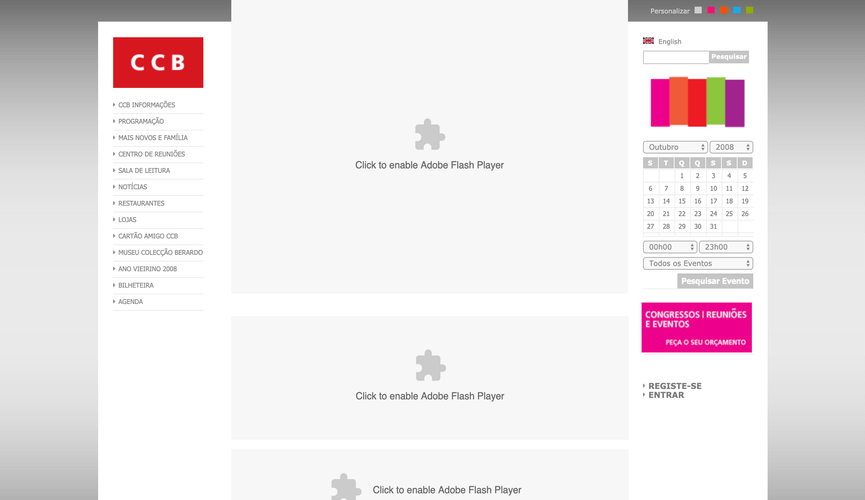 Personalizar
CCB
CCB INFORMAÇÕES
PROGRAMAÇÃO
MAIS NOVOS E FAMÍLIA
CENTRO DE REUNIÕES
SALA DE LEITURA
NOTÍCIAS
RESTAURANTES
LOJAS
CARTÃO AMIGO CCB
MUSEU COLECÇÃO BERARDO
ANO VIEIRINO 2008
BILHETEIRA
AGENDA
Click to enable Adobe Flash Player
Click to enable Adobe Flash Player
Click to enable Adobe Flash Player
English
Pesquisar
Outubro 2008
S T Q Q S S D
1 2 3 4 5
6 7 8 9 10 11 12
13 14 15 16 17 18 19
20 21 22 23 24 25 26
27 28 29 30 31
00h00 23h00
Todos os Eventos
Pesquisar Evento
CONGRESSOS | REUNIÕES
E EVENTOS
PEÇA O SEU ORÇAMENTO
REGISTE-SE
ENTRAR